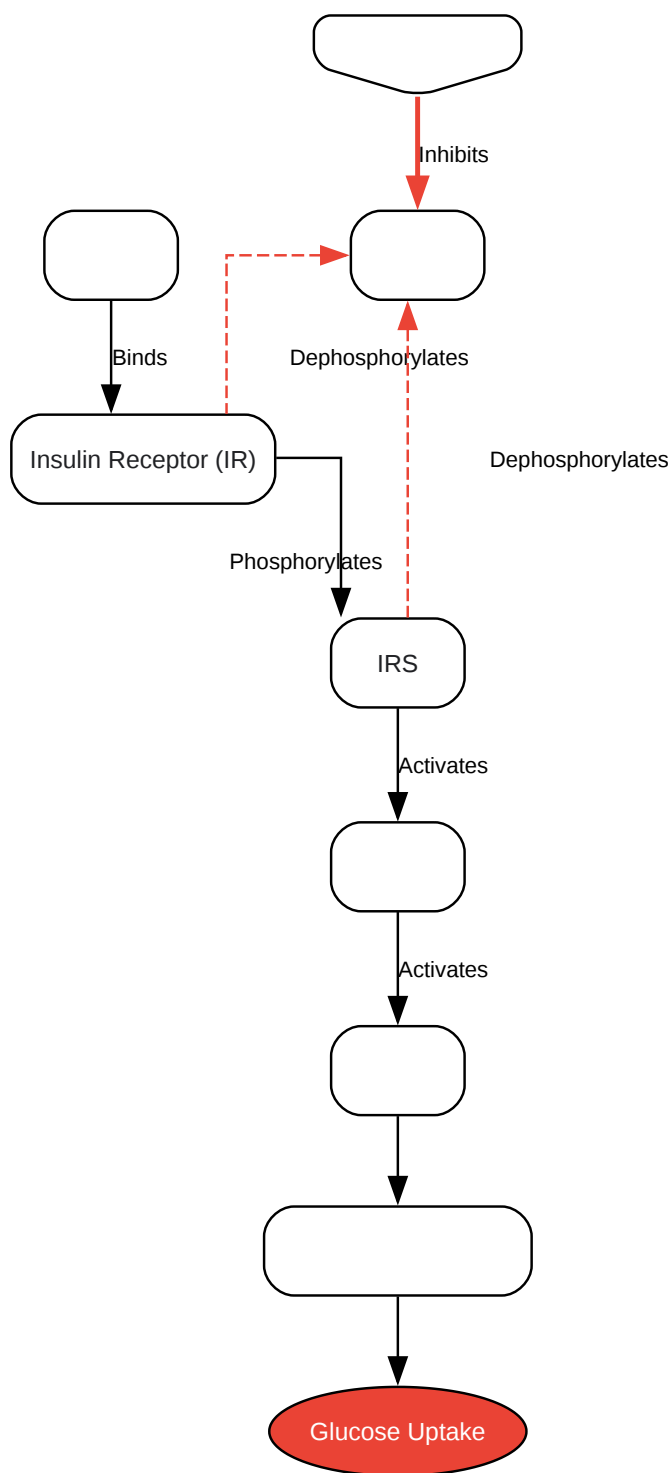 Inhibits
Binds
Dephosphorylates
Insulin Receptor (IR)
Dephosphorylates
Phosphorylates
IRS
Activates
Activates
Glucose Uptake